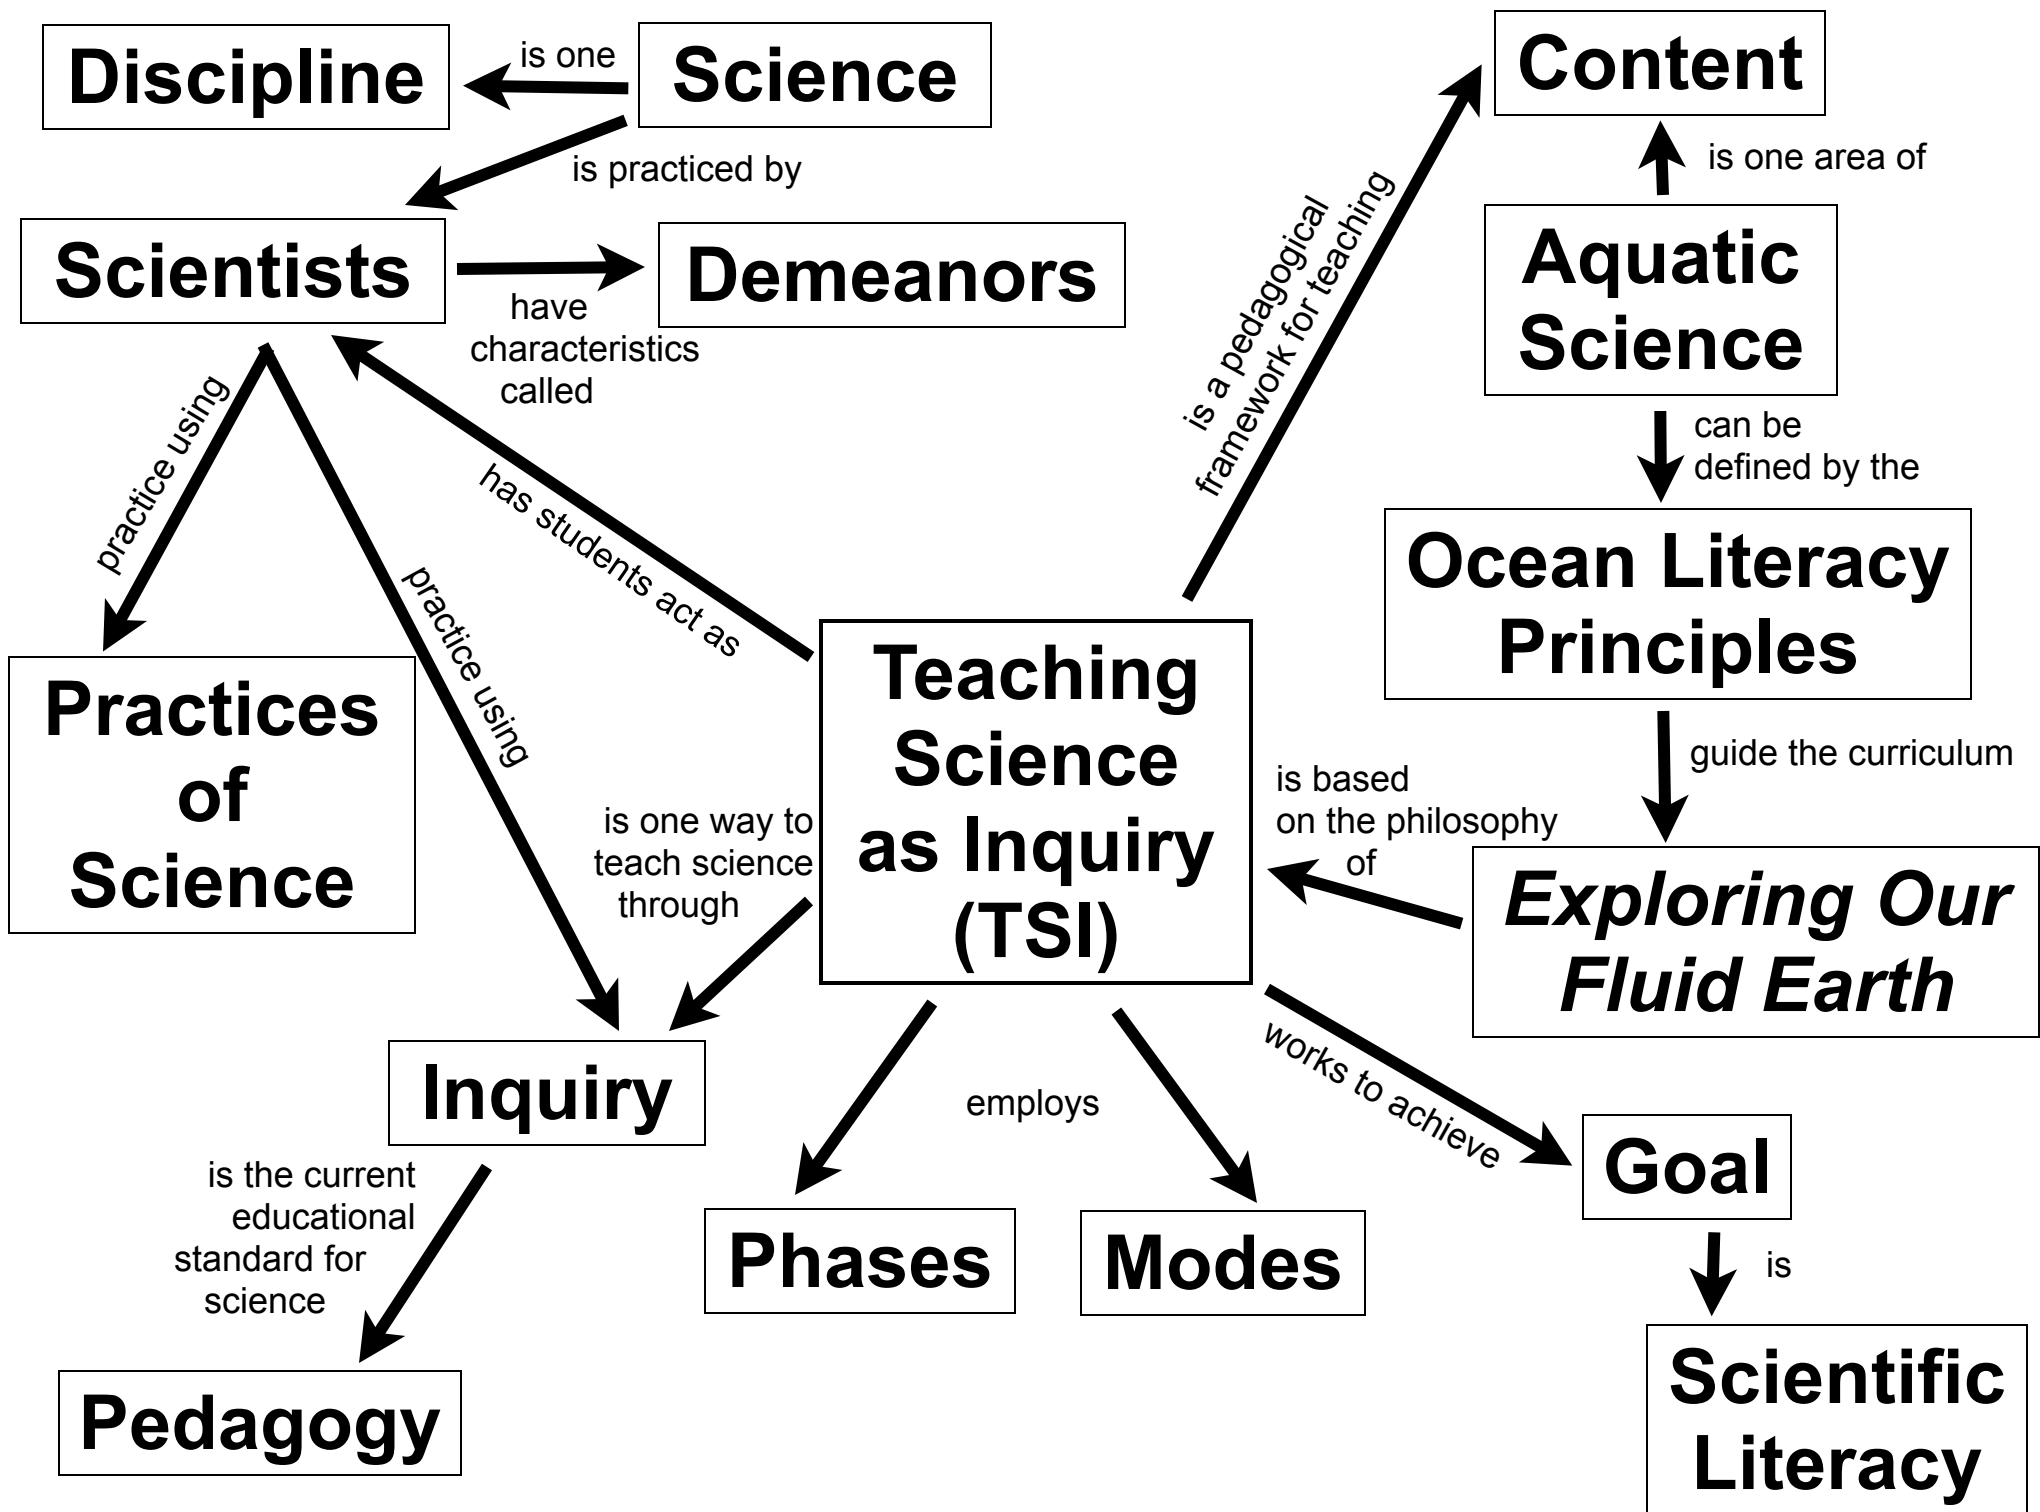 Discipline
is one
Science
is practiced by
Scientists
have
characteristics
called
Demeanors
practice using
Practices
of
Science
practice using
has students act as
Teaching
Science
as Inquiry
(TSI)
is a pedagogical
framework for teaching
Content
is one area of
Aquatic
Science
can be
defined by the
Ocean Literacy
Principles
guide the curriculum
Exploring Our
Fluid Earth
is based
on the philosophy
of
is one way to
teach science
through
Inquiry
is the current
educational
standard for
science
Pedagogy
employs
Phases
Modes
works to achieve
Goal
is
Scientific
Literacy